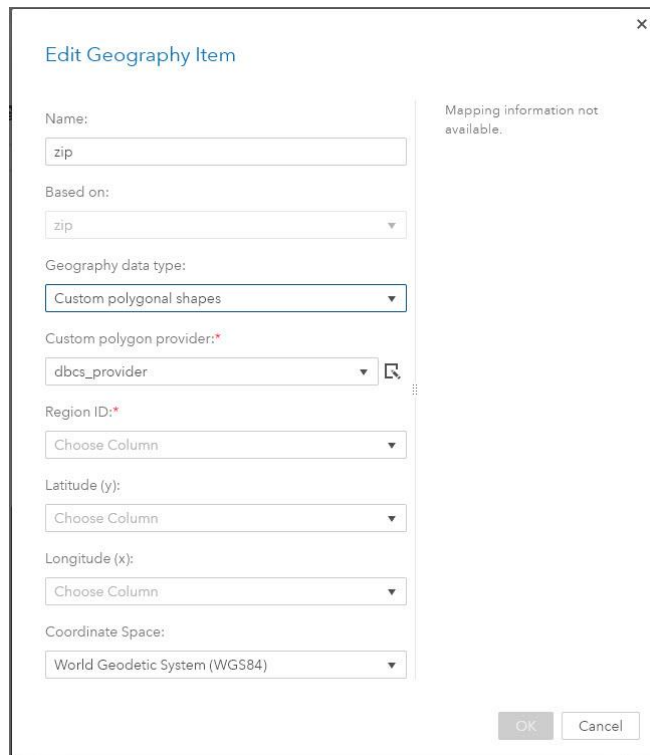 Edit Geography Item
Name:
zip
Based on:
zip
Geography data type:
Custom polygonal shapes
Custom polygon provider:*
dbcs_provider
Region ID:*
Choose Column
Latitude (y):
Choose Column
Longitude (x):
Choose Column
Coordinate Space:
World Geodetic System (WGS84)
Mapping information not
available.
OK
Cancel